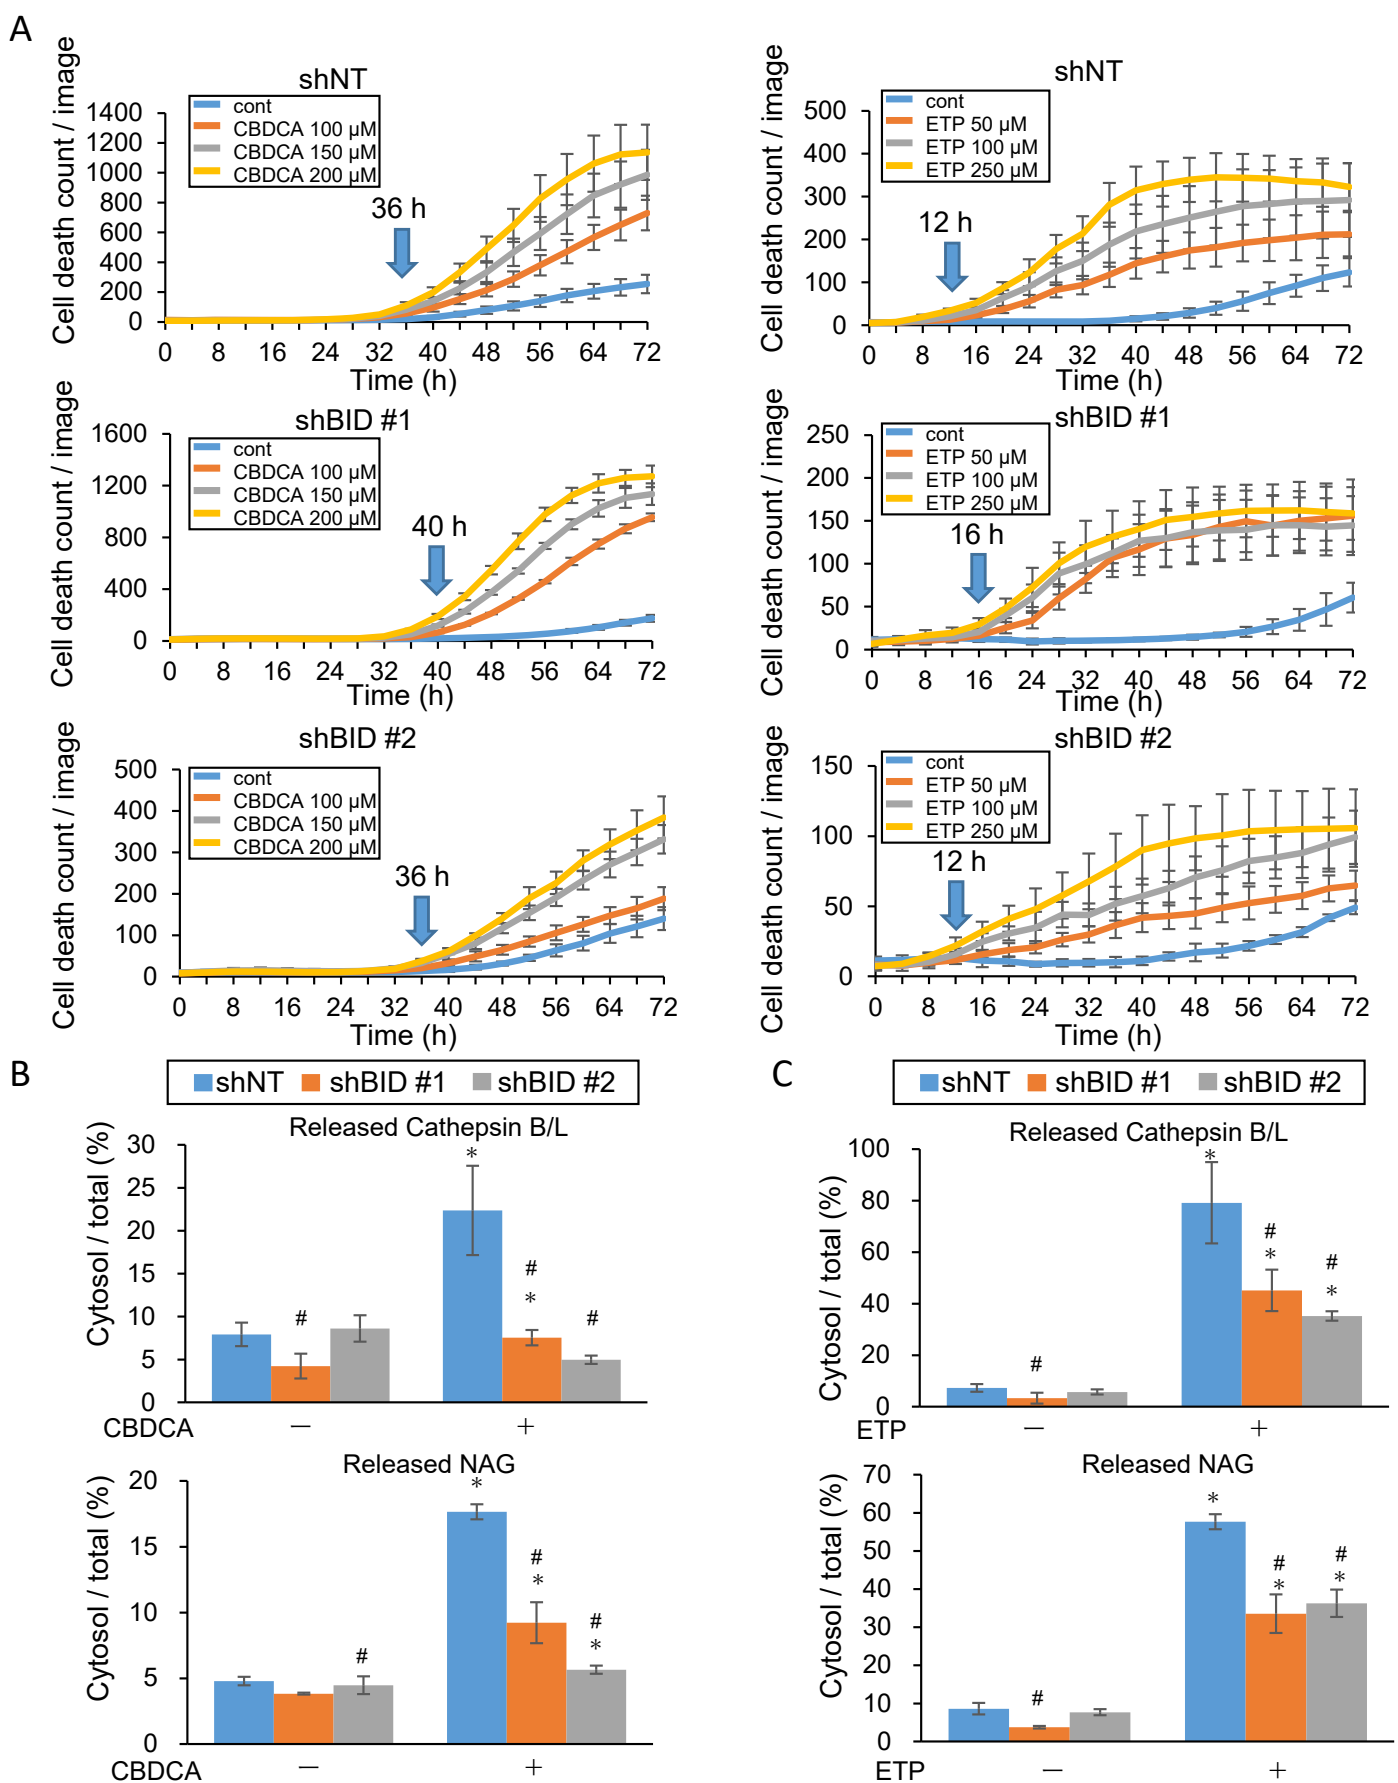 A
shNT
Cell death count / image
1400
1200
1000
800
600
400
200
0
cont
CBDCA 100 μM
CBDCA 150 μM
CBDCA 200 μM
36 h
0 8 16 24 32 40 48 56 64 72
Time (h)
shNT
Cell death count / image
500
400
300
200
100
0
cont
ETP 50 μM
ETP 100 μM
ETP 250 μM
12 h
0 8 16 24 32 40 48 56 64 72
Time (h)
shBID #1
Cell death count / image
1600
1200
800
400
0
cont
CBDCA 100 μM
CBDCA 150 μM
CBDCA 200 μM
40 h
0 8 16 24 32 40 48 56 64 72
Time (h)
shBID #1
Cell death count / image
250
200
150
100
50
0
cont
ETP 50 μM
ETP 100 μM
ETP 250 μM
16 h
0 8 16 24 32 40 48 56 64 72
Time (h)
shBID #2
Cell death count / image
500
400
300
200
100
0
cont
CBDCA 100 μM
CBDCA 150 μM
CBDCA 200 μM
36 h
0 8 16 24 32 40 48 56 64 72
Time (h)
shBID #2
Cell death count / image
150
100
50
0
cont
ETP 50 μM
ETP 100 μM
ETP 250 μM
12 h
0 8 16 24 32 40 48 56 64 72
Time (h)
B
shNT shBID #1 shBID #2
Released Cathepsin B/L
Cytosol / total (%)
30
25
20
15
10
5
0
#
*
#
*
#
CBDCA − +
Released NAG
Cytosol / total (%)
20
15
10
5
0
#
*
#
*
#
*
CBDCA − +
C
shNT shBID #1 shBID #2
Released Cathepsin B/L
Cytosol / total (%)
100
80
60
40
20
0
#
*
#
*
#
*
ETP − +
Released NAG
Cytosol / total (%)
70
60
50
40
30
20
10
0
#
*
#
*
#
*
ETP − +